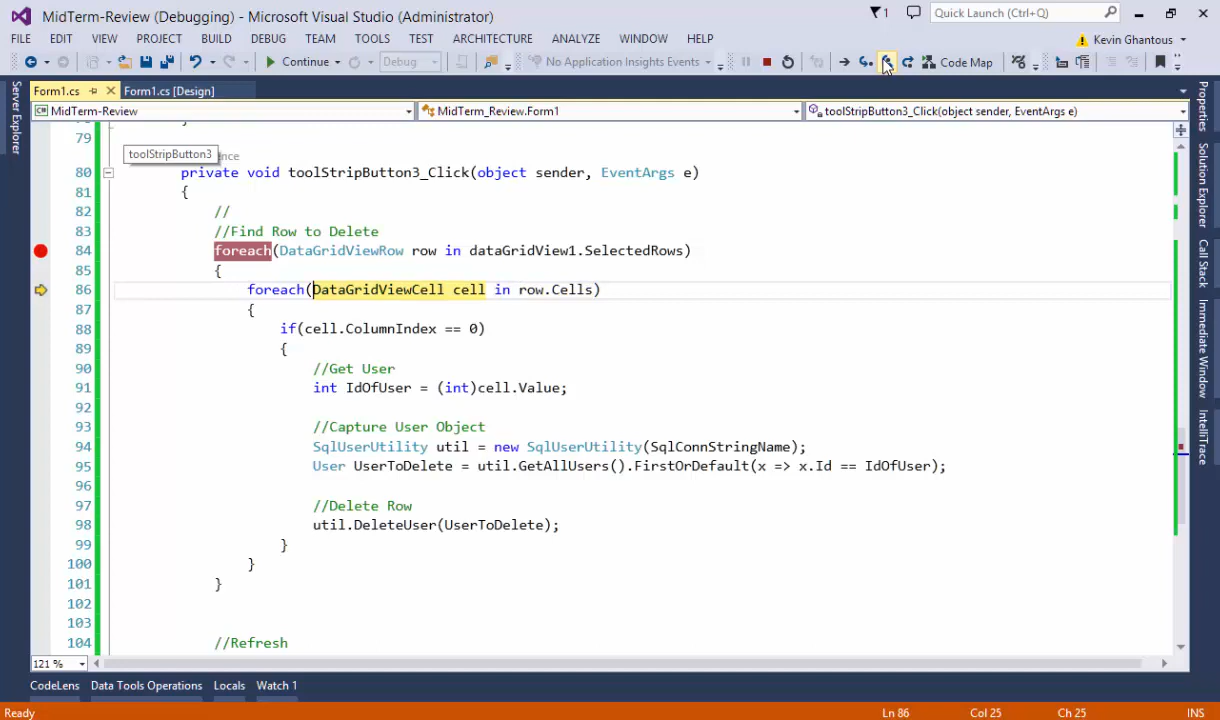 MidTerm-Review (Debugging) - Microsoft Visual Studio (Administrator)
1
Quick Launch (Ctrl+Q)
FILE EDIT VIEW PROJECT BUILD DEBUG TEAM TOOLS TEST ARCHITECTURE ANALYZE WINDOW HELP
Kevin Ghantous
Continue
Debug
No Application Insights Events
Code Map
Form1.cs
Form1.cs [Design]
MidTerm-Review
MidTerm_Review.Form1
toolStripButton3_Click(object sender, EventArgs e)
Server Explorer
79
toolStripButton3
80 private void toolStripButton3_Click(object sender, EventArgs e)
81 {
82 //
83 //Find Row to Delete
84 foreach(DataGridViewRow row in dataGridView1.SelectedRows)
85 {
86 foreach(DataGridViewCell cell in row.Cells)
87 {
88 if(cell.ColumnIndex == 0)
89 {
90 //Get User
91 int IdOfUser = (int)cell.Value;
92
93 //Capture User Object
94 SqlUserUtility util = new SqlUserUtility(SqlConnStringName);
95 User UserToDelete = util.GetAllUsers().FirstOrDefault(x => x.Id == IdOfUser);
96
97 //Delete Row
98 util.DeleteUser(UserToDelete);
99 }
100 }
101 }
102
103
104 //Refresh
Properties
Solution Explorer
Call Stack
Immediate Window
IntelliTrace
121 %
CodeLens Data Tools Operations Locals Watch 1
Ready
Ln 86 Col 25 Ch 25 INS